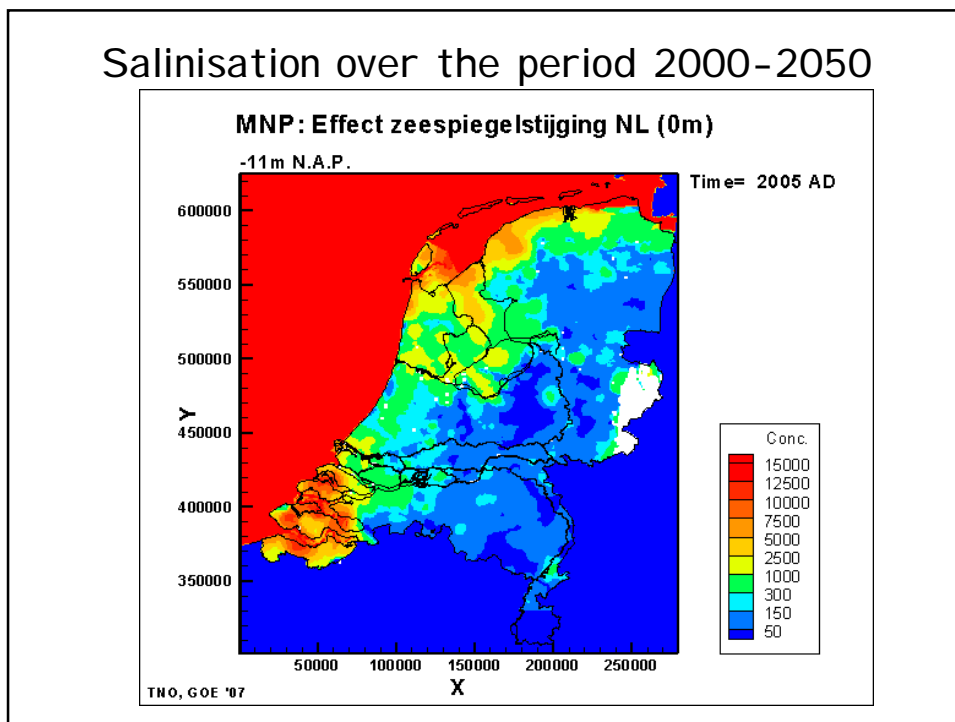 Salinisation over the period 2000-2050
MNP: Effect zeespiegelstijging NL (0m)
-11m N.A.P.
Time= 2005 AD
600000
550000
500000
450000
400000
350000
Y
50000 100000 150000 200000 250000
X
Conc.
15000
12500
10000
7500
5000
2500
1000
300
150
50
TNO, GOE '07